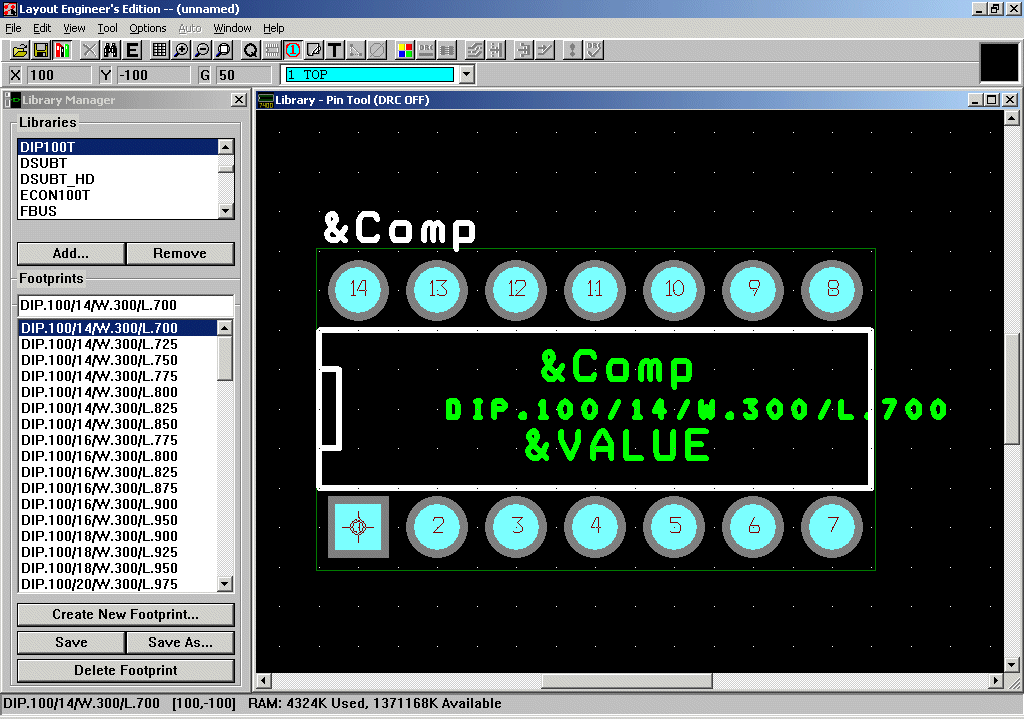 Layout Engineer's Edition -- (unnamed)
File Edit View Tool Options Auto Window Help
X 100 Y -100 G 50 1 TOP
Library Manager
Library - Pin Tool (DRC OFF)
Libraries
DIP100T
DSUBT
DSUBT_HD
ECON100T
FBUS
Add... Remove
Footprints
DIP.100/14/W.300/L.700
DIP.100/14/W.300/L.700
DIP.100/14/W.300/L.725
DIP.100/14/W.300/L.750
DIP.100/14/W.300/L.775
DIP.100/14/W.300/L.800
DIP.100/14/W.300/L.825
DIP.100/14/W.300/L.850
DIP.100/16/W.300/L.775
DIP.100/16/W.300/L.800
DIP.100/16/W.300/L.825
DIP.100/16/W.300/L.875
DIP.100/16/W.300/L.900
DIP.100/16/W.300/L.950
DIP.100/18/W.300/L.900
DIP.100/18/W.300/L.925
DIP.100/18/W.300/L.950
DIP.100/20/W.300/L.975
Create New Footprint...
Save Save As...
Delete Footprint
&Comp
14 13 12 11 10 9 8
&Comp
DIP.100/14/W.300/L.700
&VALUE
2 3 4 5 6 7
DIP.100/14/W.300/L.700 [100,-100] RAM: 4324K Used, 1371168K Available